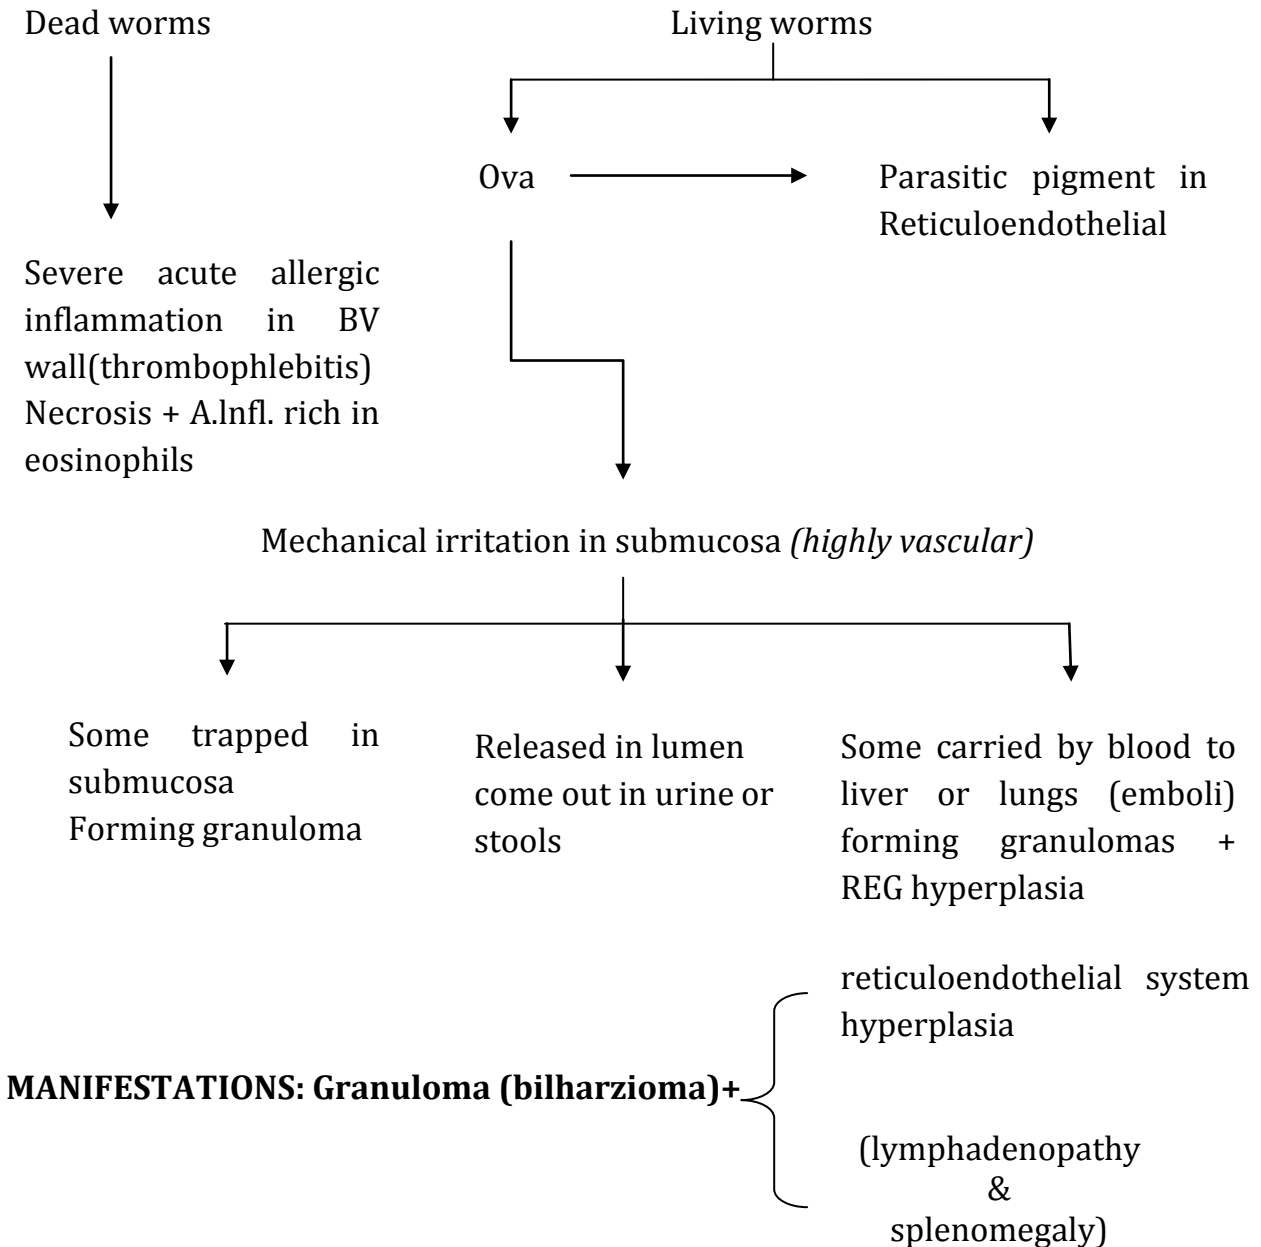 Dead worms
Living worms
Ova
Parasitic pigment in
Reticuloendothelial
Severe acute allergic
inflammation in BV
wall(thrombophlebitis)
Necrosis + A.Infl. rich in
eosinophils
Mechanical irritation in submucosa (highly vascular)
Some trapped in
submucosa
Forming granuloma
Released in lumen
come out in urine or
stools
Some carried by blood to
liver or lungs (emboli)
forming granulomas +
REG hyperplasia
reticuloendothelial system
hyperplasia
MANIFESTATIONS: Granuloma (bilharzioma)+
(lymphadenopathy
&
splenomegaly)